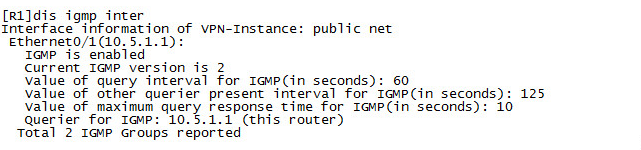 [R1]dis igmp inter
Interface information of VPN-Instance: public net
Ethernet0/1(10.5.1.1):
IGMP is enabled
Current IGMP version is 2
Value of query interval for IGMP(in seconds): 60
Value of other querier present interval for IGMP(in seconds): 125
Value of maximum query response time for IGMP(in seconds): 10
Querier for IGMP: 10.5.1.1 (this router)
Total 2 IGMP Groups reported